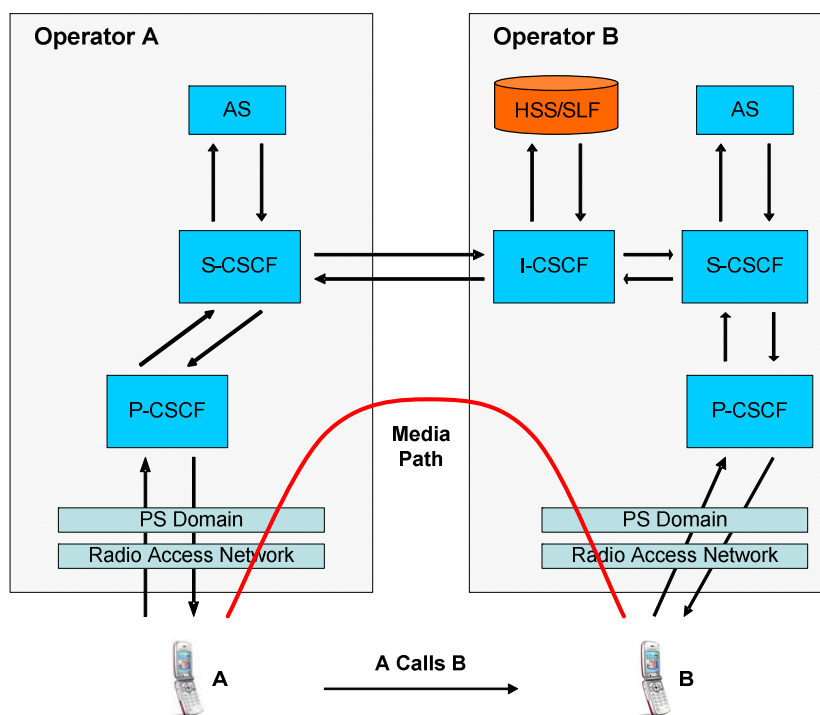 Operator A
Operator B
AS
HSS/SLF
AS
S-CSCF
I-CSCF
S-CSCF
P-CSCF
P-CSCF
Media
Path
PS Domain
PS Domain
Radio Access Network
Radio Access Network
A Calls B
A
B